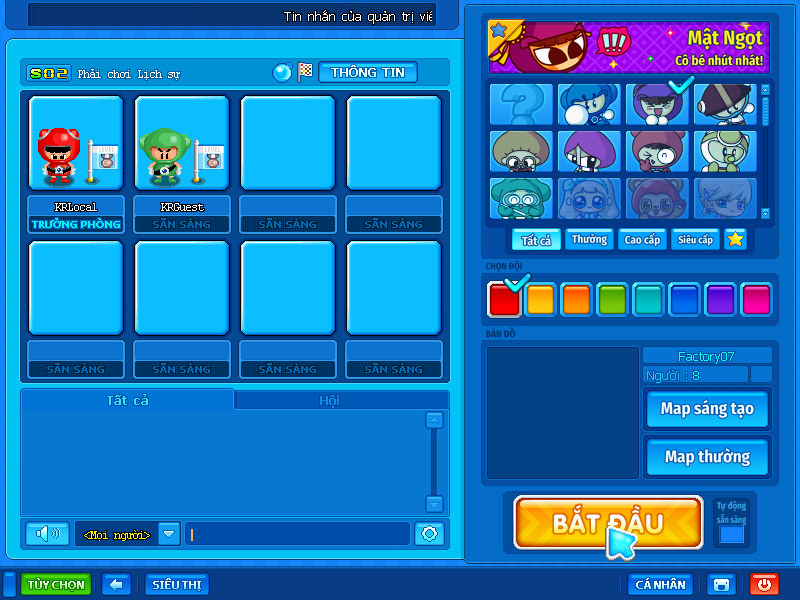 Tin nhắn của quản trị viê
Mật Ngọt
Cô bé nhút nhát!
!!!
S02 Phải chơi Lịch sự
THÔNG TIN
LEVEL
LEVEL
KRLocal
KRGuest
TRƯỞNG PHÒNG
SẴN SÀNG
SẴN SÀNG
SẴN SÀNG
SẴN SÀNG
SẴN SÀNG
SẴN SÀNG
SẴN SÀNG
Tất cả
Hội
<Mọi người>
Tất cả
Thường
Cao cấp
Siêu cấp
CHỌN ĐỘI
BẢN ĐỒ
Factory07
Người : 8
Map sáng tạo
Map thường
BẮT ĐẦU
Tự động
sẵn sàng
TÙY CHỌN
SIÊU THỊ
CÁ NHÂN